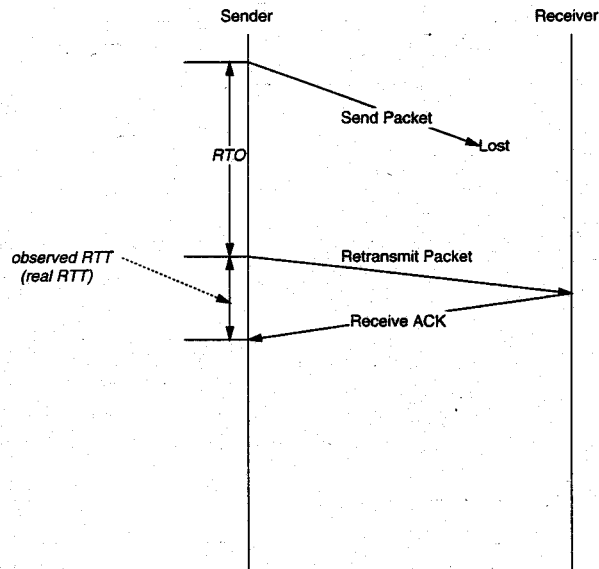 Sender
Receiver
Send Packet
Lost
RTO
observed RTT
(real RTT)
Retransmit Packet
Receive ACK